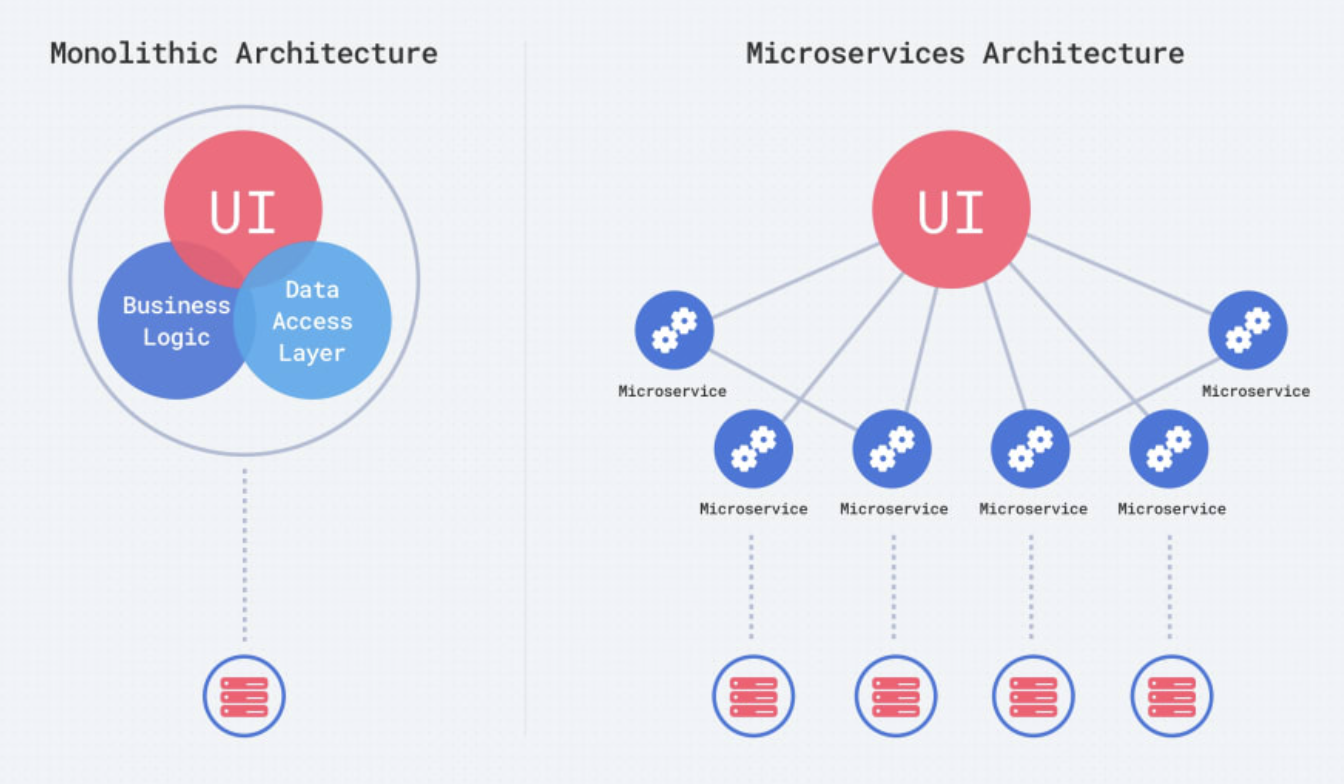 Monolithic Architecture
UI
Business
Logic
Data
Access
Layer
Microservices Architecture
UI
Microservice
Microservice
Microservice
Microservice
Microservice
Microservice